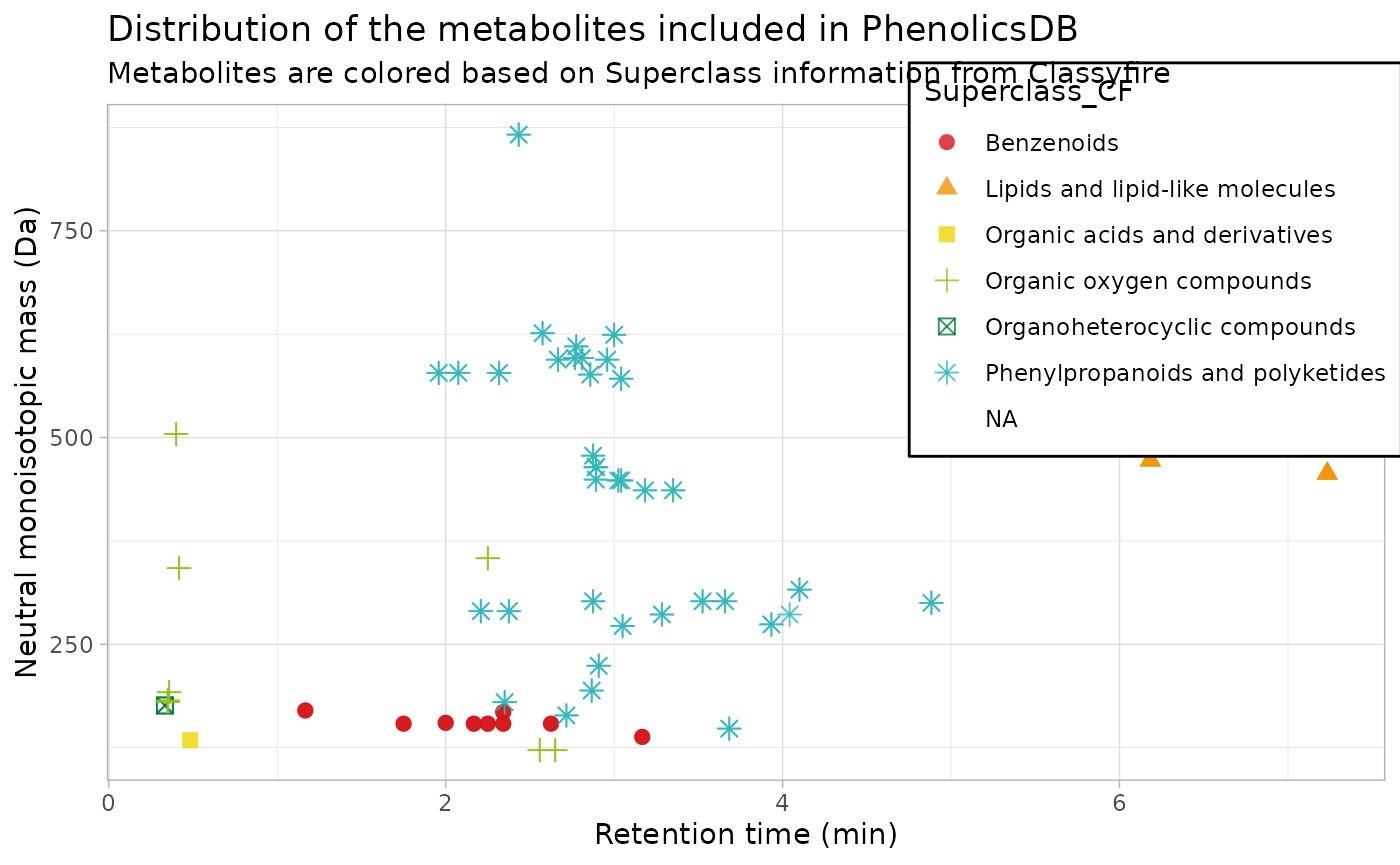 Distribution of the metabolites included in PhenolicsDB
Metabolites are colored based on Superclass information from Classyfire
Superclass_CF
Benzenoids
Lipids and lipid-like molecules
Organic acids and derivatives
Organic oxygen compounds
Organoheterocyclic compounds
Phenylpropanoids and polyketides
NA
Neutral monoisotopic mass (Da)
750
500
250
0 2 4 6
Retention time (min)